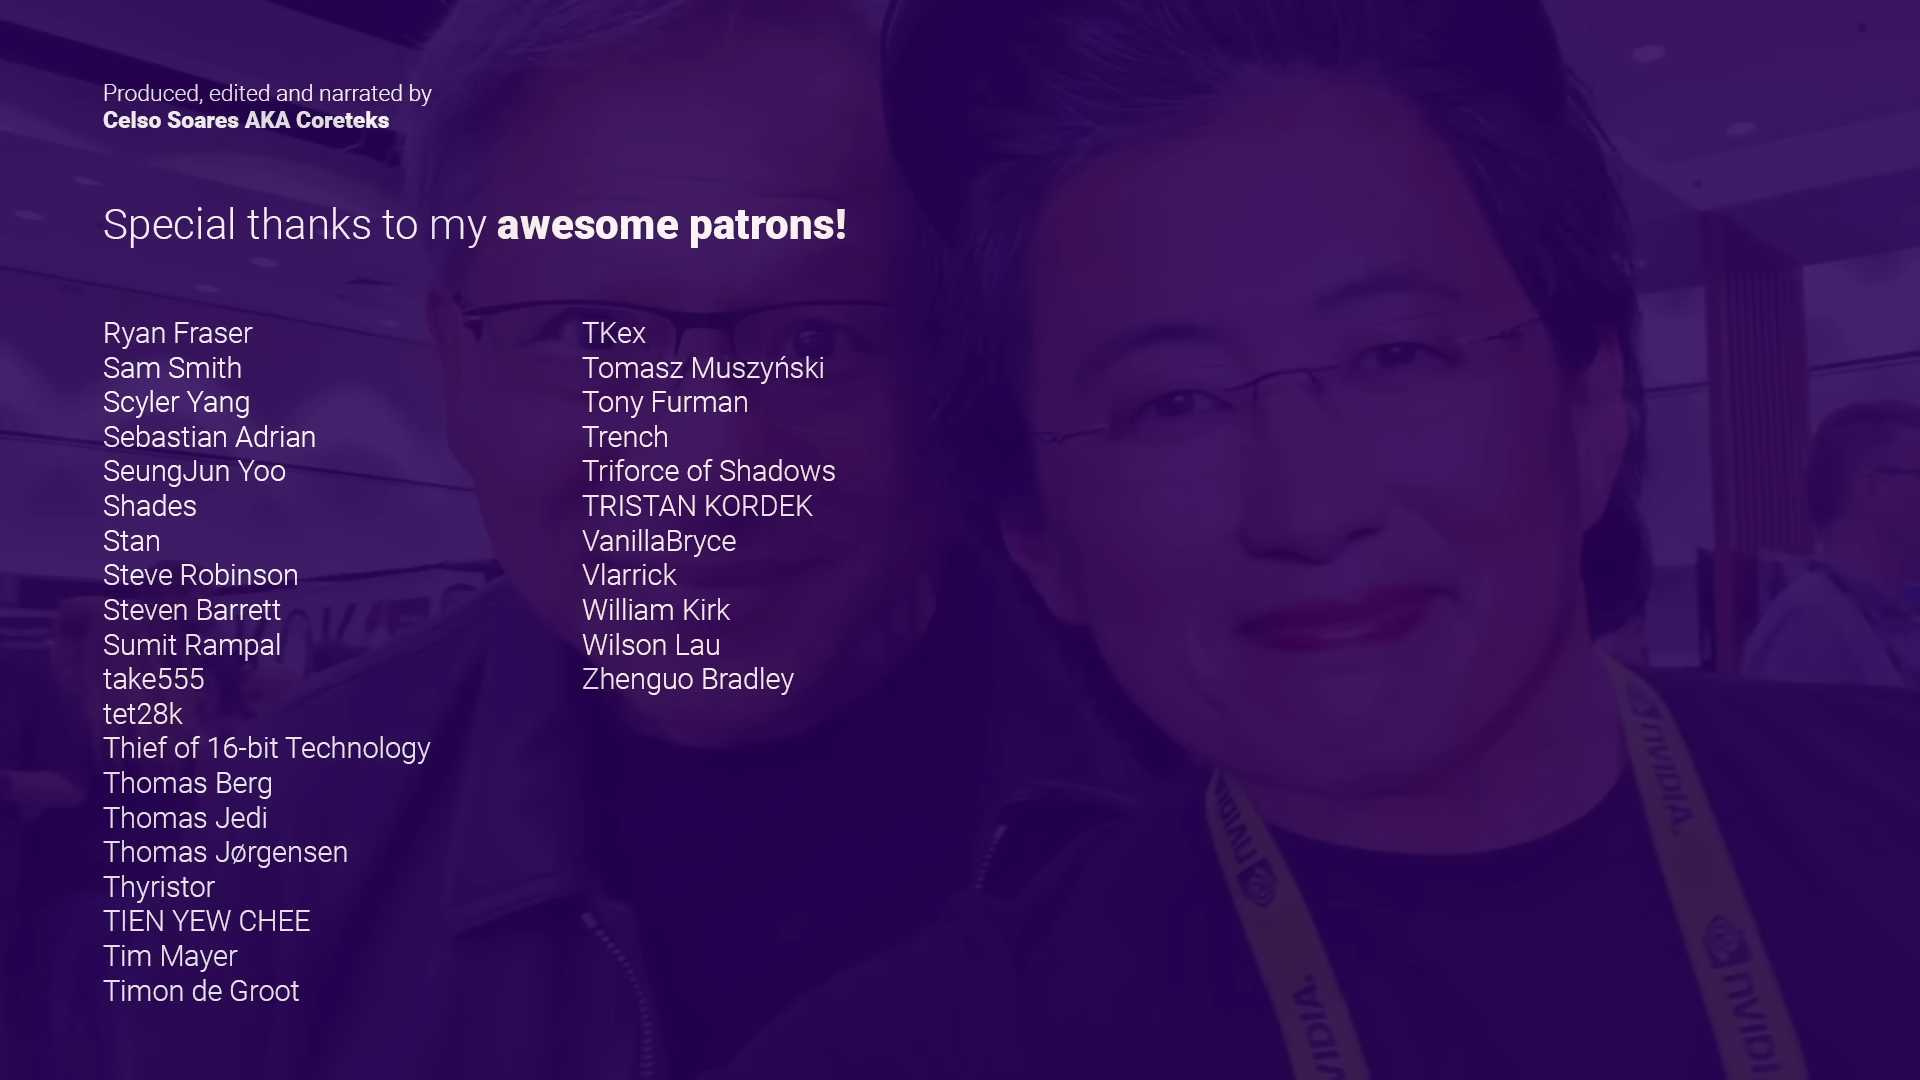 Produced, edited and narrated by
Celso Soares AKA Coreteks
Special thanks to my awesome patrons!
Ryan Fraser
Sam Smith
Scyler Yang
Sebastian Adrian
SeungJun Yoo
Shades
Stan
Steve Robinson
Steven Barrett
Sumit Rampal
take555
tet28k
Thief of 16-bit Technology
Thomas Berg
Thomas Jedi
Thomas Jørgensen
Thyristor
TIEN YEW CHEE
Tim Mayer
Timon de Groot
TKex
Tomasz Muszyński
Tony Furman
Trench
Triforce of Shadows
TRISTAN KORDEK
VanillaBryce
Vlarrick
William Kirk
Wilson Lau
Zhenguo Bradley
NVIDIA
NVIDIA